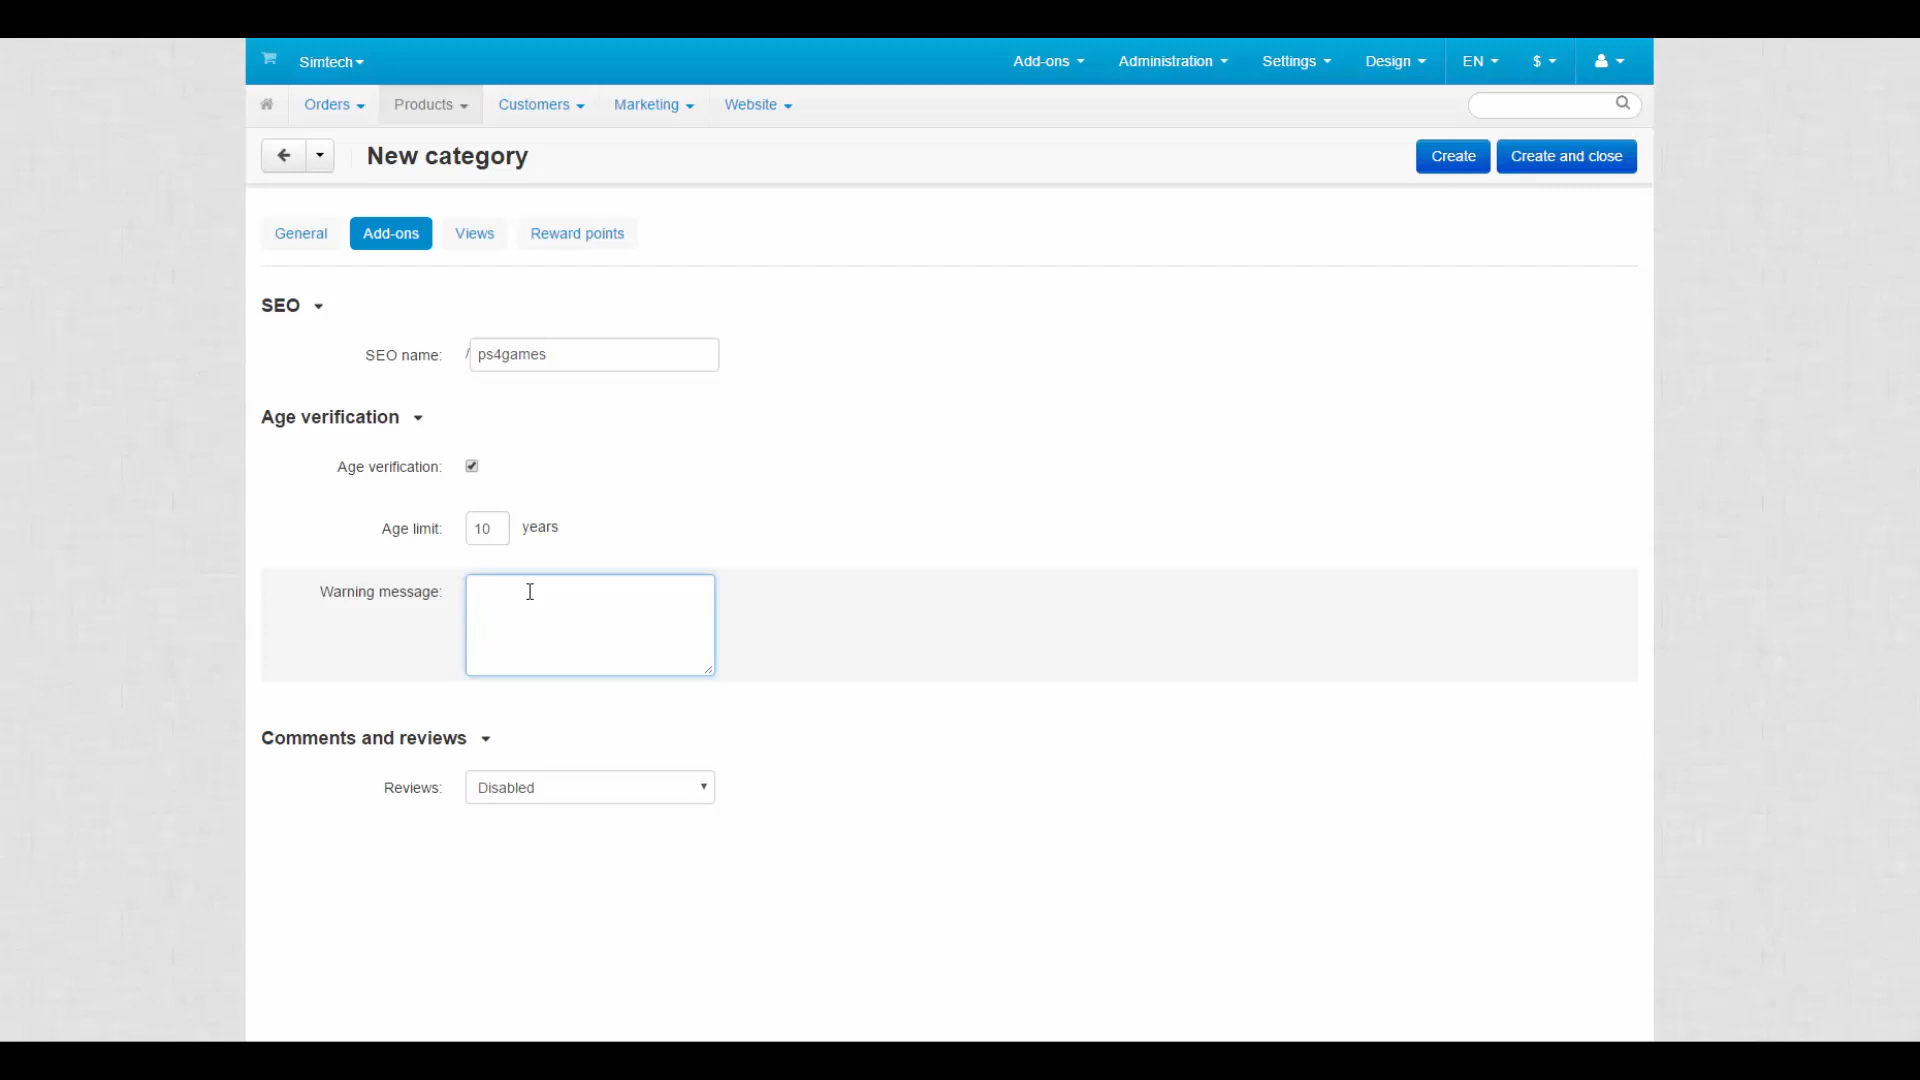 Simtech Add-ons Administration Settings Design EN $
Orders Products Customers Marketing Website
New category Create Create and close
General Add-ons Views Reward points
SEO
SEO name: / ps4games
Age verification
Age verification:
Age limit: 10 years
Warning message:
Comments and reviews
Reviews: Disabled